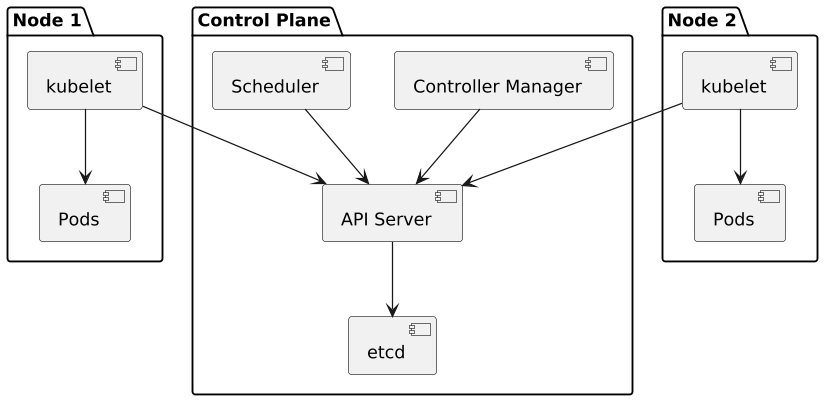 Node 1
Control Plane
Node 2
kubelet
Scheduler
Controller Manager
kubelet
Pods
API Server
Pods
etcd